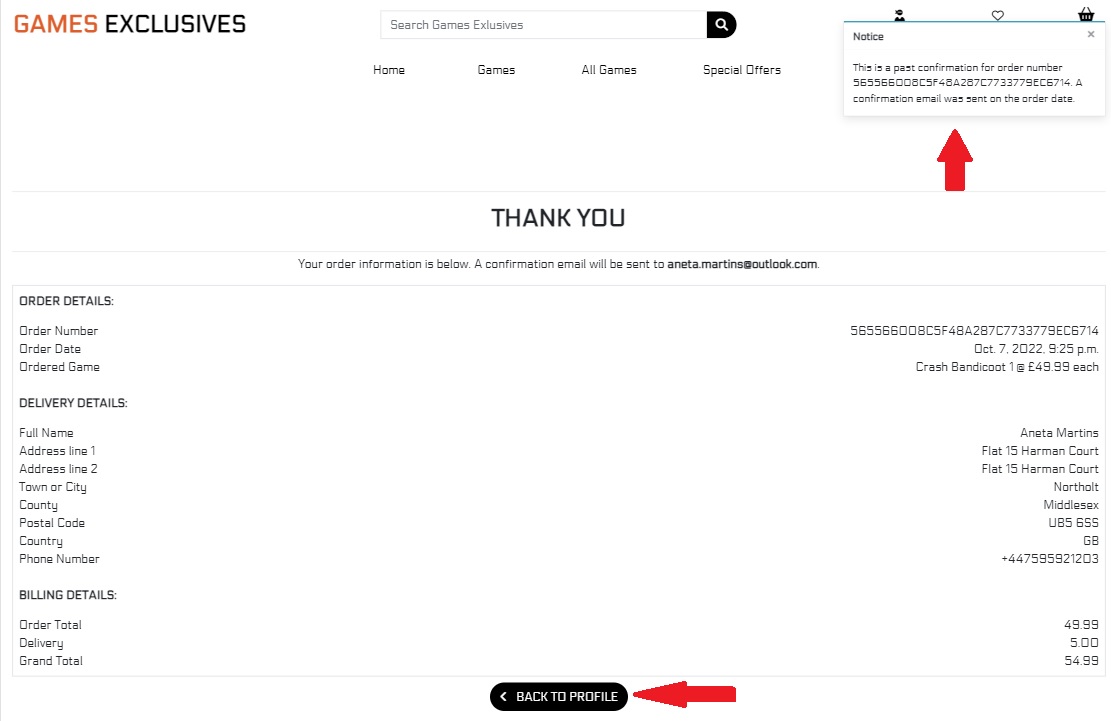 GAMES EXCLUSIVES
Search Games Exlusives
Home Games All Games Special Offers
Notice ×
This is a past confirmation for order number
565566008C5F48A287C7733779EC6714. A
confirmation email was sent on the order date.
THANK YOU
Your order information is below. A confirmation email will be sent to aneta.martins@outlook.com.
ORDER DETAILS:
Order Number 565566008C5F48A287C7733779EC6714
Order Date Oct. 7, 2022, 9:25 p.m.
Ordered Game Crash Bandicoot 1 @ £49.99 each
DELIVERY DETAILS:
Full Name Aneta Martins
Address line 1 Flat 15 Harman Court
Address line 2 Flat 15 Harman Court
Town or City Northolt
County Middlesex
Postal Code UB5 6SS
Country GB
Phone Number +447595921203
BILLING DETAILS:
Order Total 49.99
Delivery 5.00
Grand Total 54.99
BACK TO PROFILE